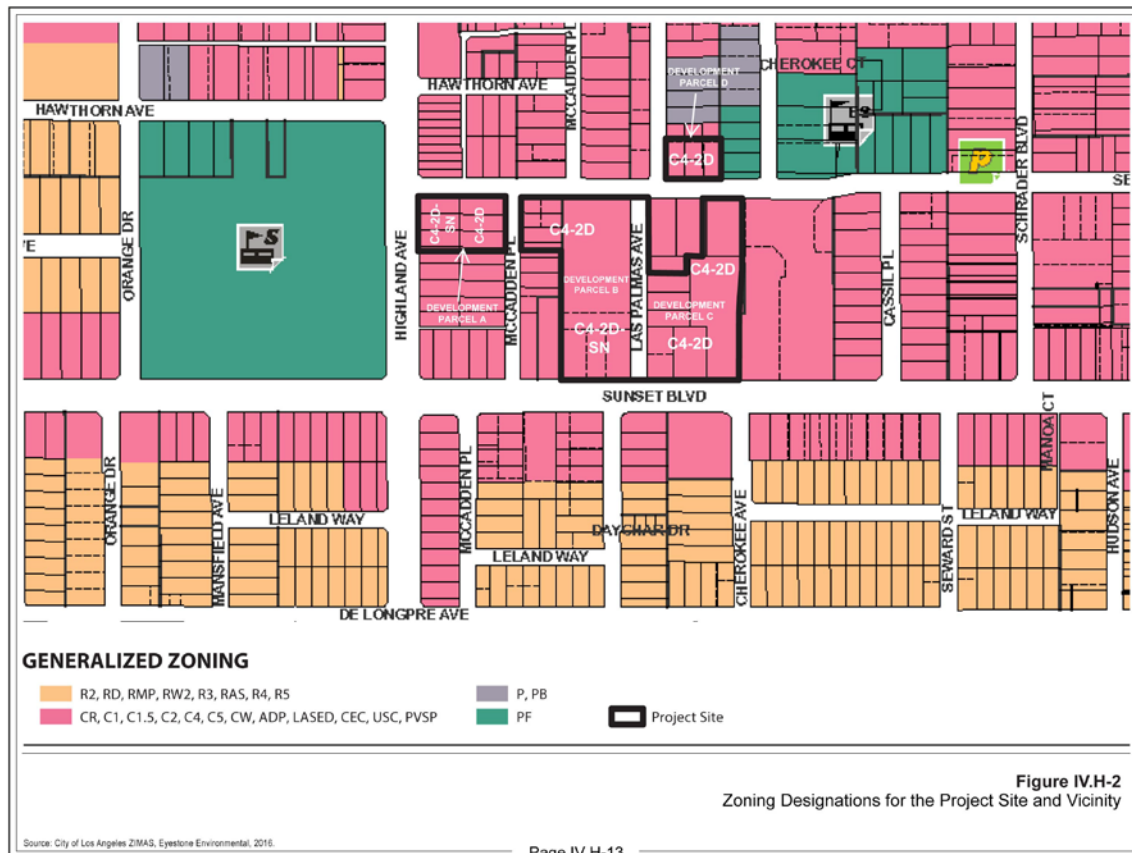 MCCADDEN PL
CHEROKEE CT
HAWTHORN AVE
DEVELOPMENT
PARCEL D
HAWTHORN AVE
C4-2D
P
SCHRADER BLVD
SE
S
ORANGE DR
HIGHLAND AVE
C4-2D-
SN
C4-2D
MCCADDEN PL
C4-2D
LAS PALMAS AVE
C4-2D
CASSIL PL
DEVELOPMENT
PARCEL A
DEVELOPMENT
PARCEL B
DEVELOPMENT
PARCEL C
C4-2D-
SN
C4-2D
SUNSET BLVD
ORANGE DR
MANSFIELD AVE
LELAND WAY
MCCADDEN PL
DAYCHAR DR
LELAND WAY
CHEROKEE AVE
SEWARD ST
LELAND WAY
MANOA CT
HUDSON AVE
DE LONGPRE AVE
GENERALIZED ZONING
R2, RD, RMP, RW2, R3, RAS, R4, R5
P, PB
CR, C1, C1.5, C2, C4, C5, CW, ADP, LASED, CEC, USC, PVSP
PF
Project Site
Figure IV.H-2
Zoning Designations for the Project Site and Vicinity
Source: City of Los Angeles ZIMAS, Eyestone Environmental, 2016.
Page IV.H-13